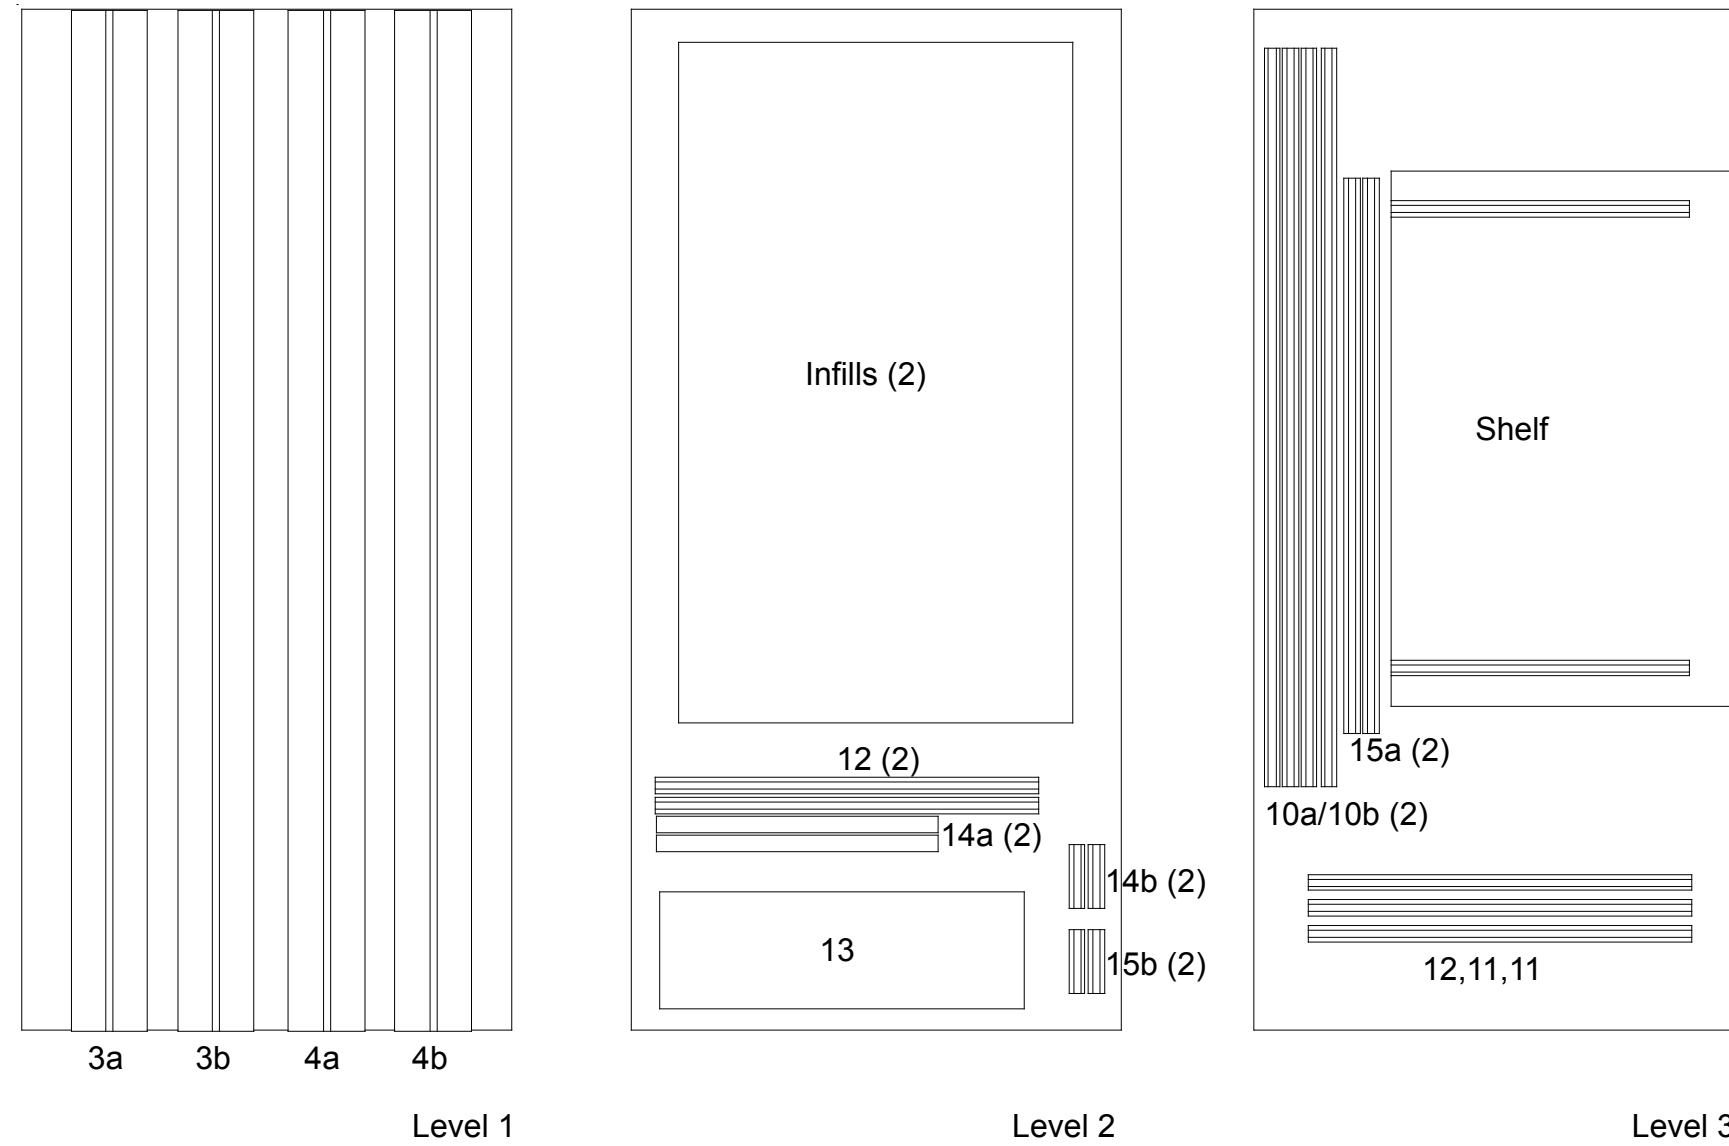 3a 3b 4a 4b
Level 1
Infills (2)
12 (2)
14a (2)
14b (2)
13
15b (2)
Level 2
Shelf
15a (2)
10a/10b (2)
12,11,11
Level 3